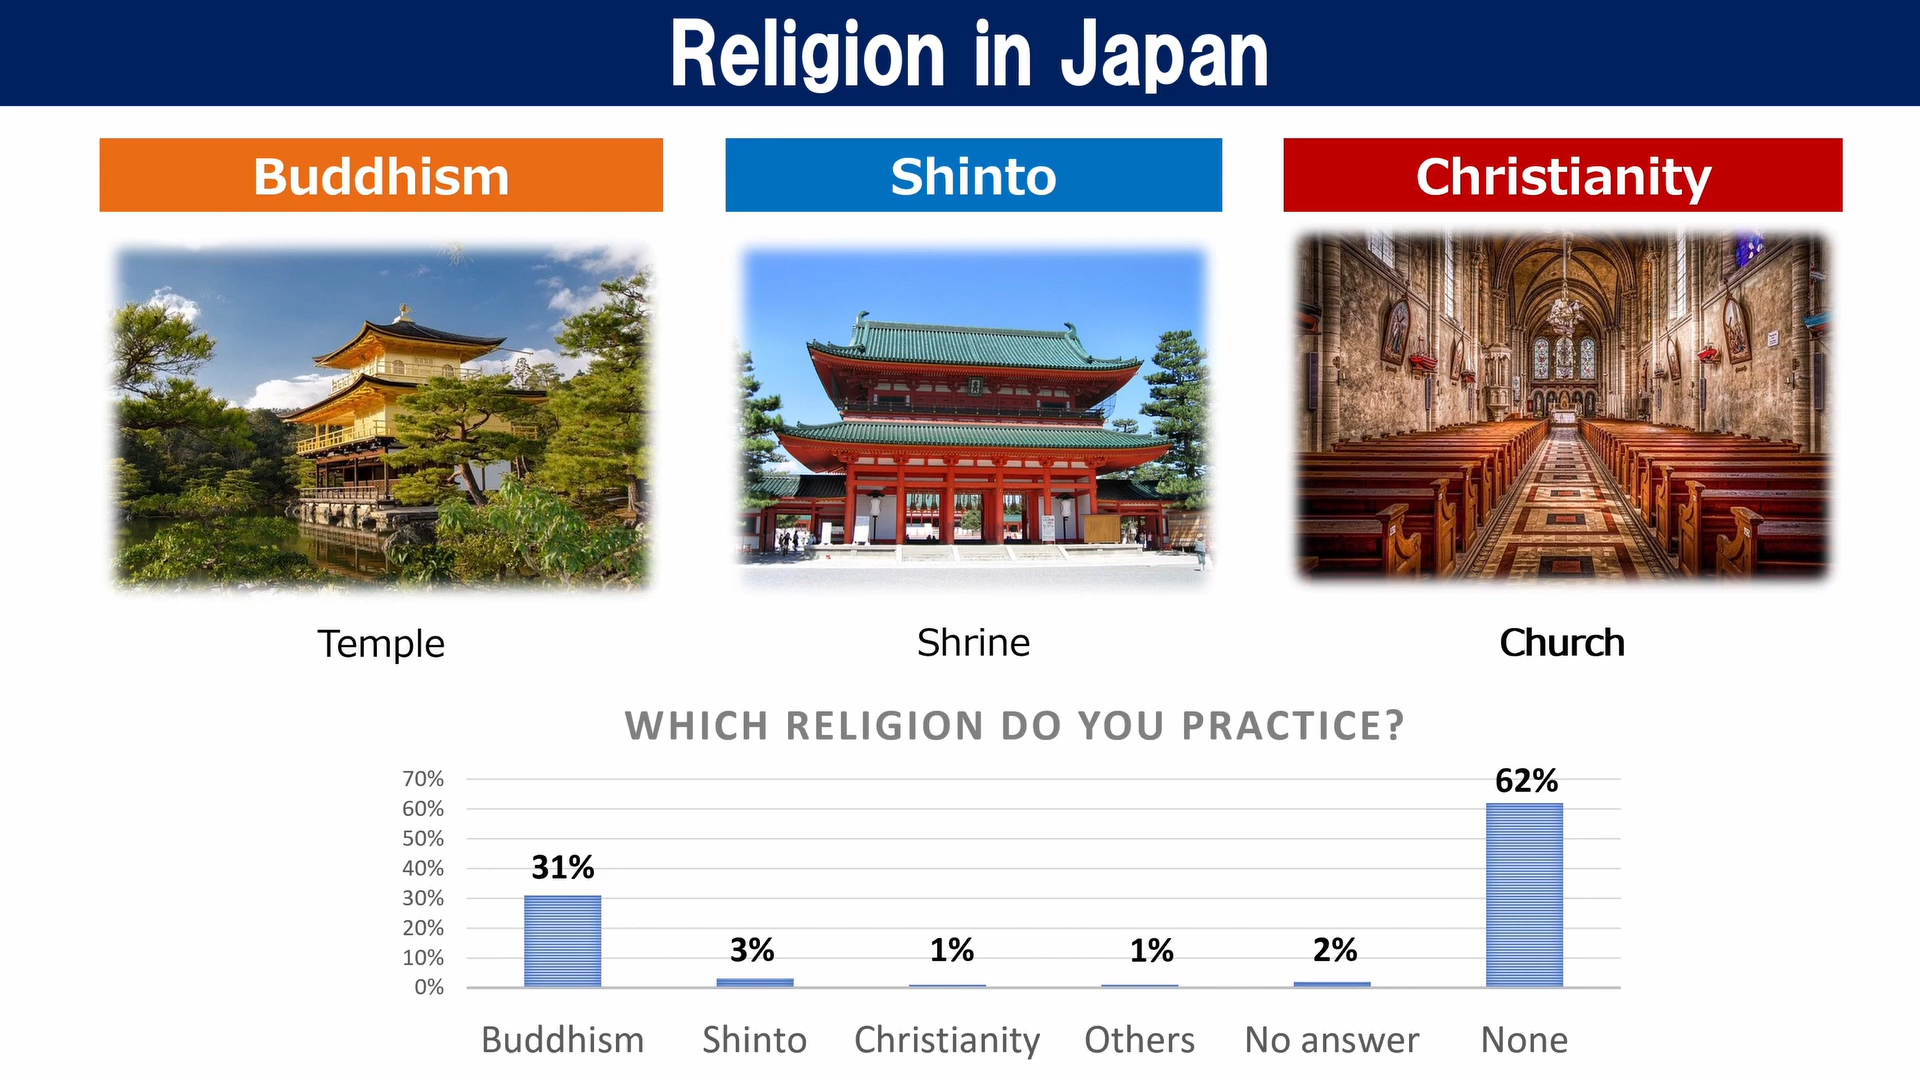 Religion in Japan
Buddhism
Shinto
Christianity
Temple
Shrine
Church
WHICH RELIGION DO YOU PRACTICE?
70%
60%
50%
40%
30%
20%
10%
0%
31%
3%
1%
1%
2%
62%
Buddhism
Shinto
Christianity
Others
No answer
None